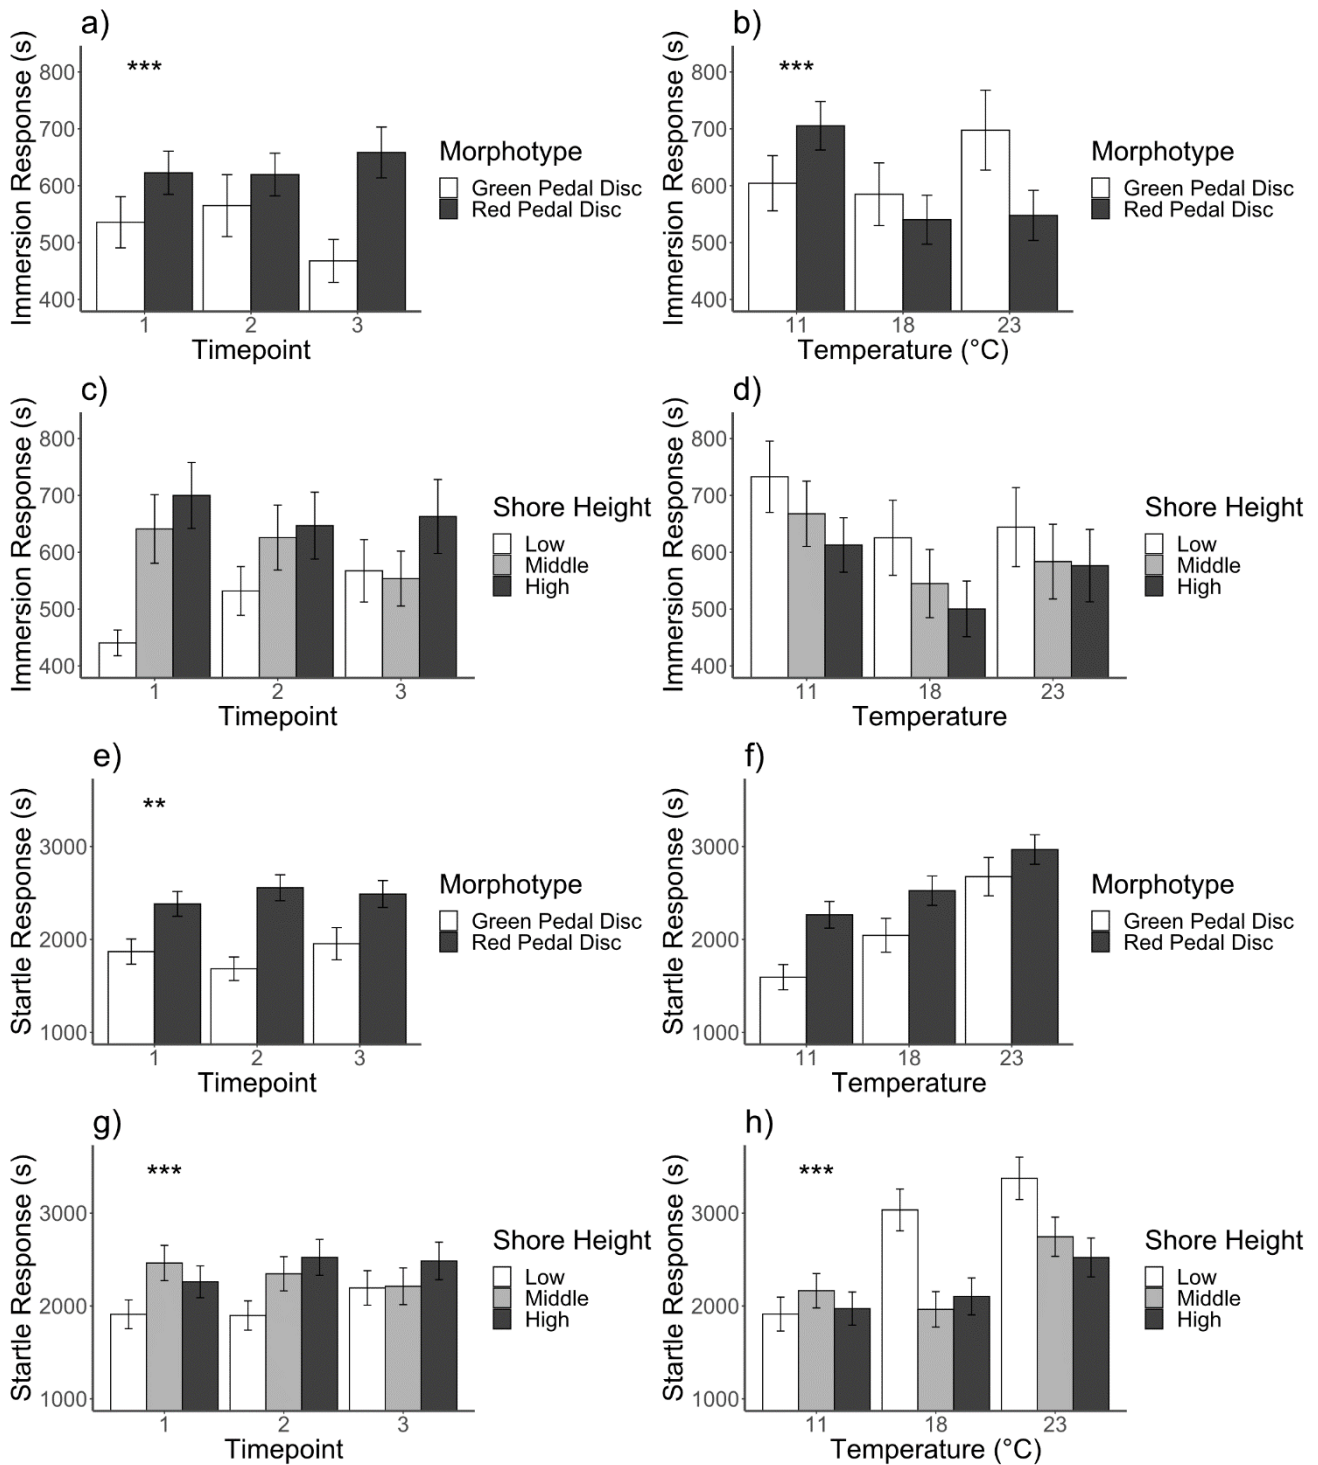 a)
***
Immersion Response (s)
800
700
600
500
400
1 2 3
Timepoint
Morphotype
Green Pedal Disc
Red Pedal Disc
b)
***
Immersion Response (s)
800
700
600
500
400
11 18 23
Temperature (°C)
Morphotype
Green Pedal Disc
Red Pedal Disc
c)
Immersion Response (s)
800
700
600
500
400
1 2 3
Timepoint
Shore Height
Low
Middle
High
d)
Immersion Response (s)
800
700
600
500
400
11 18 23
Temperature
Shore Height
Low
Middle
High
e)
**
Startle Response (s)
3000
2000
1000
1 2 3
Timepoint
Morphotype
Green Pedal Disc
Red Pedal Disc
f)
Startle Response (s)
3000
2000
1000
11 18 23
Temperature
Morphotype
Green Pedal Disc
Red Pedal Disc
g)
***
Startle Response (s)
3000
2000
1000
1 2 3
Timepoint
Shore Height
Low
Middle
High
h)
***
Startle Response (s)
3000
2000
1000
11 18 23
Temperature (°C)
Shore Height
Low
Middle
High